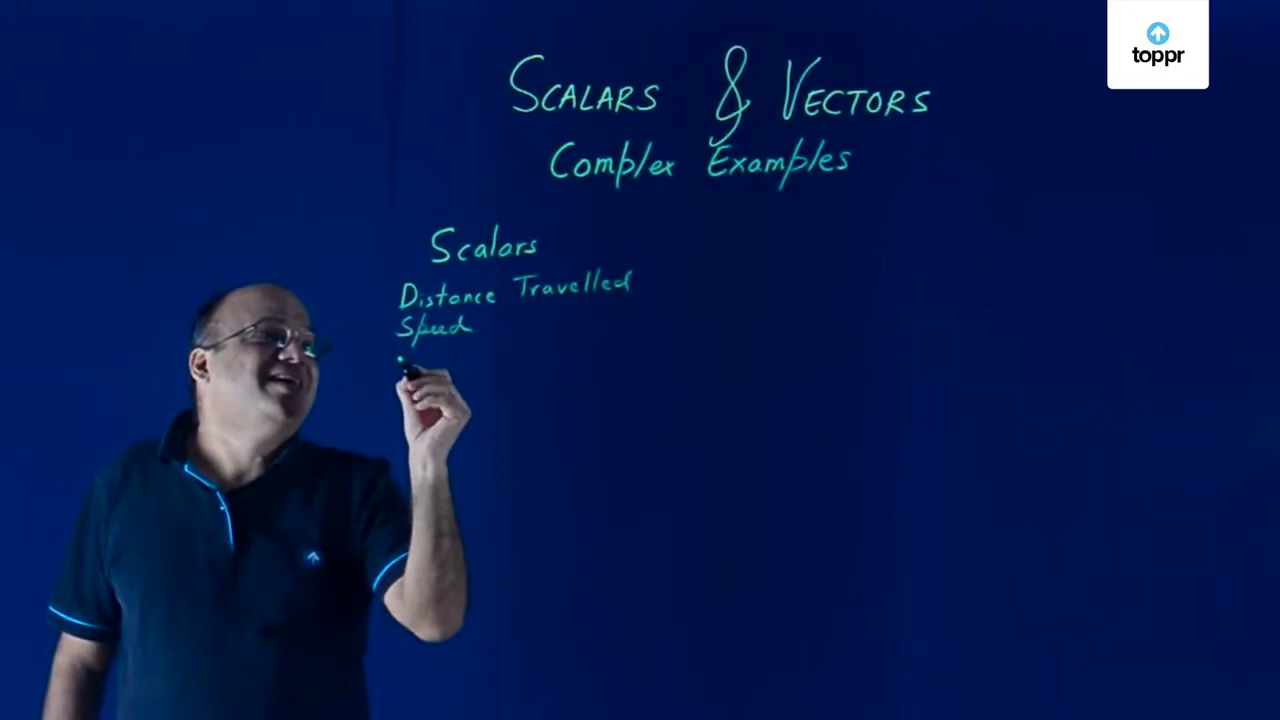 toppr
SCALARS & VECTORS
Complex Examples
Scalars
Distance Travelled
Speed